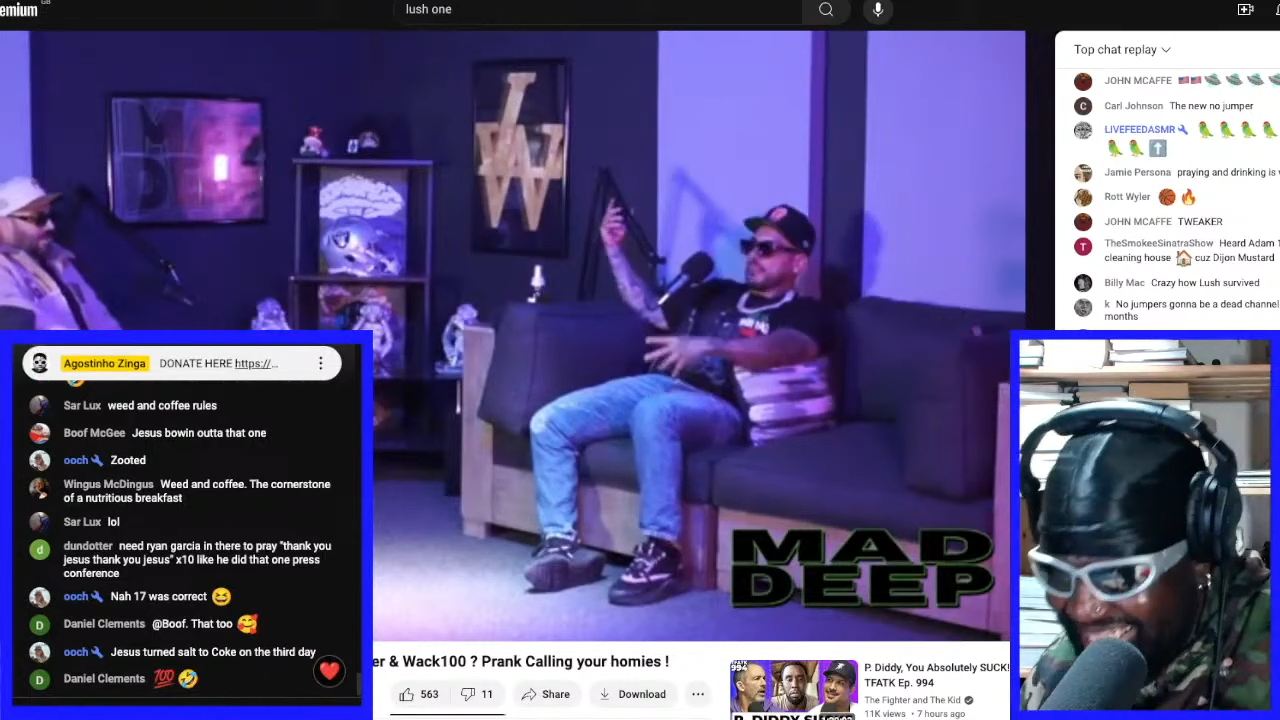 emium GB
lush one
Top chat replay
JOHN MCAFFE 🇺🇸🇺🇸🛸🛸🛸🛸
Carl Johnson The new no jumper
LIVEFEEDASMR 🔧 🦜🦜🦜🦜
🦜🦜⬆️
Jamie Persona praying and drinking is
Rott Wyler 🏀🔥
JOHN MCAFFE TWEAKER
T
TheSmokeeSinatraShow Heard Adam
cleaning house 🏠 cuz Dijon Mustard
Billy Mac Crazy how Lush survived
k No jumpers gonna be a dead channel
months
LW
MAD
DEEP
Agostinho Zinga DONATE HERE https://...
Sar Lux weed and coffee rules
Boof McGee Jesus bowin outta that one
ooch 🔧 Zooted
Wingus McDingus Weed and coffee. The cornerstone
of a nutritious breakfast
Sar Lux lol
d
dundotter need ryan garcia in there to pray "thank you
jesus thank you jesus" x10 like he did that one press
conference
ooch 🔧 Nah 17 was correct 😆
D
Daniel Clements @Boof. That too 🥰
ooch 🔧 Jesus turned salt to Coke on the third day
D
Daniel Clements 💯🤣
er & Wack100 ? Prank Calling your homies !
563
11
Share
Download
TFATK
994
P. Diddy, You Absolutely SUCK!
TFATK Ep. 994
The Fighter and The Kid
11K views • 7 hours ago